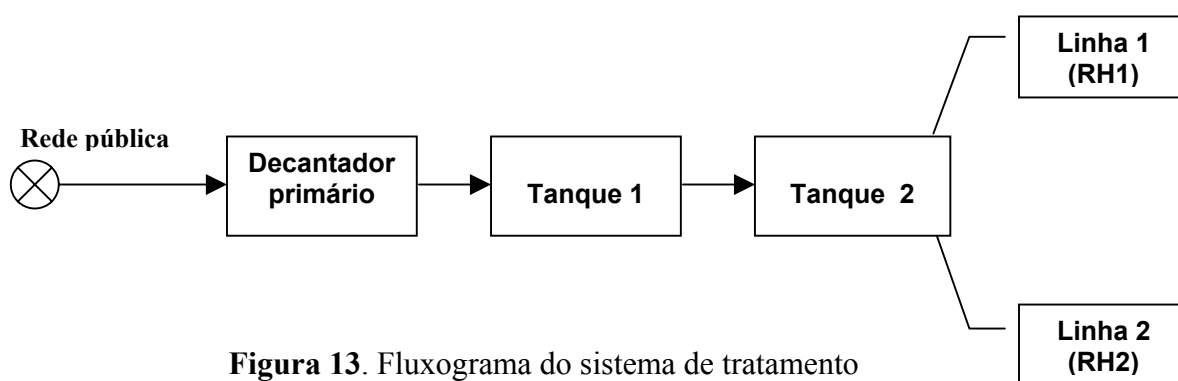 Rede pública
Decantador
primário
Tanque 1
Tanque 2
Linha 1
(RH1)
Linha 2
(RH2)
Figura 13. Fluxograma do sistema de tratamento